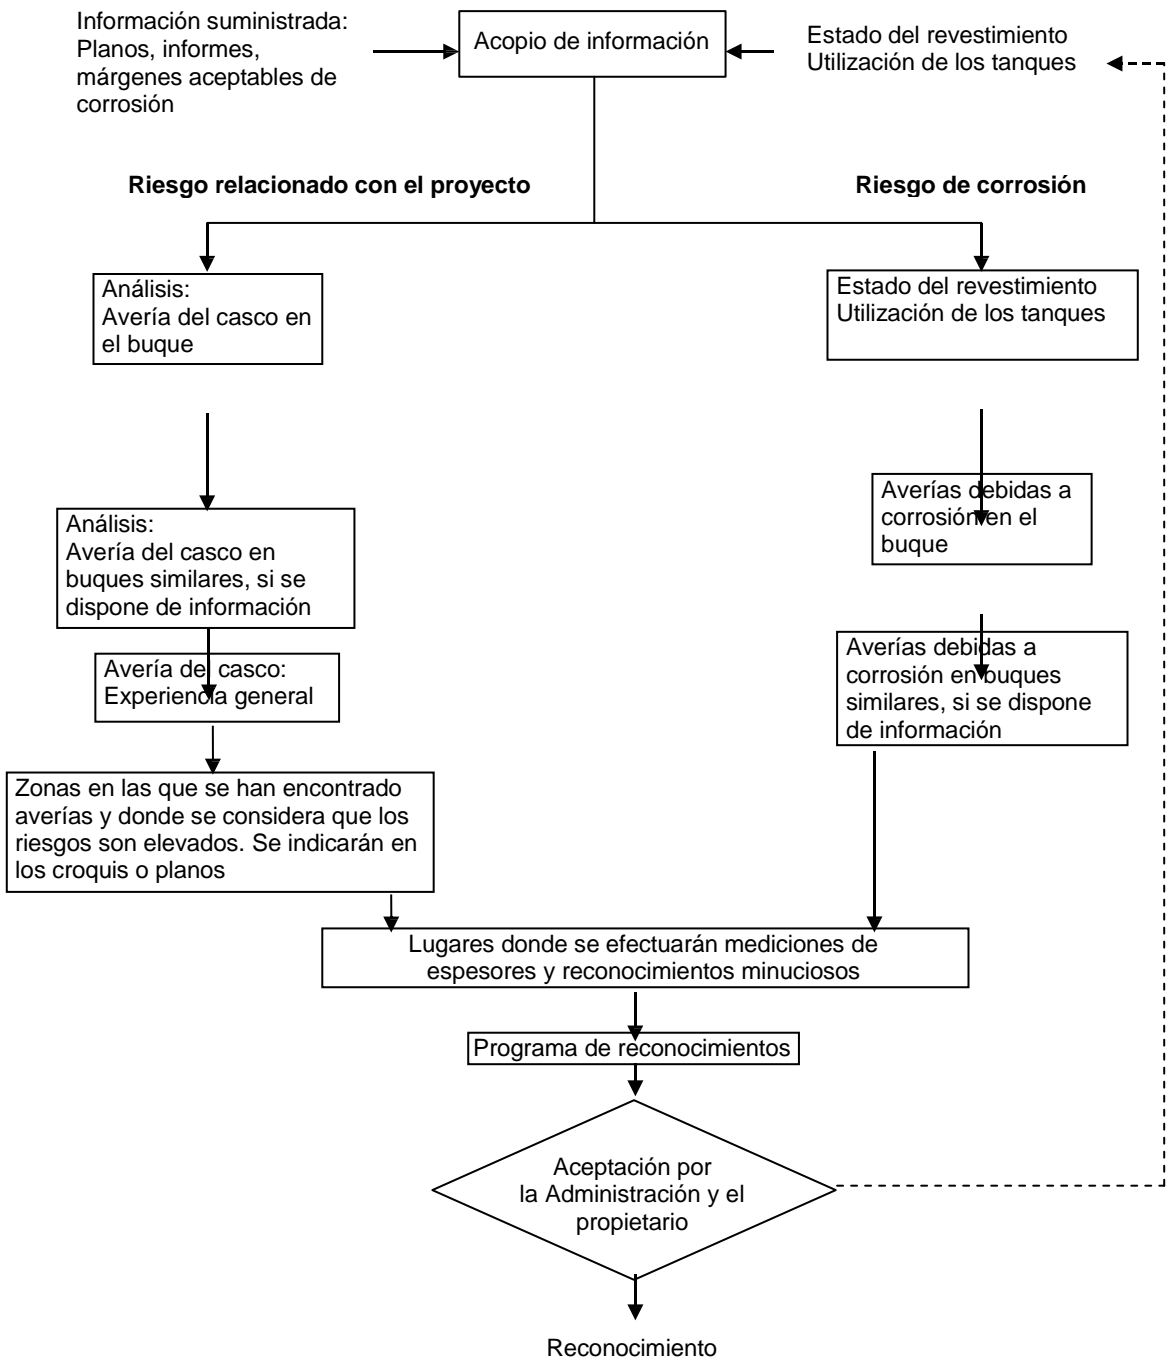 Información suministrada:
Planos, informes,
márgenes aceptables de
corrosión
Acopio de información
Estado del revestimiento
Utilización de los tanques
Riesgo relacionado con el proyecto
Riesgo de corrosión
Análisis:
Avería del casco en
el buque
Estado del revestimiento
Utilización de los tanques
Análisis:
Avería del casco en
buques similares, si se
dispone de información
Averías debidas a
corrosión en el
buque
Avería del casco:
Experiencia general
Averías debidas a
corrosión en buques
similares, si se dispone
de información
Zonas en las que se han encontrado
averías y donde se considera que los
riesgos son elevados. Se indicarán en
los croquis o planos
Lugares donde se efectuarán mediciones de
espesores y reconocimientos minuciosos
Programa de reconocimientos
Aceptación por
la Administración y el
propietario
Reconocimiento